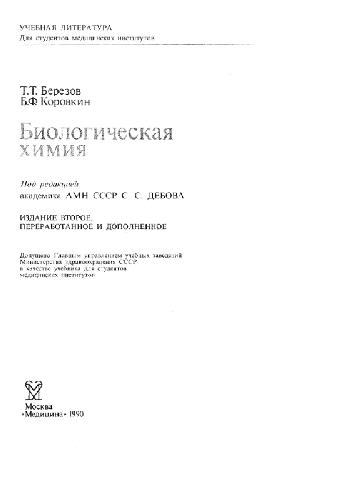 УЧЕБНАЯ ЛИТЕРАТУРА
Для студентов медицинских институтов
Т.Т. Березов
Б.Ф. Коровкин
Биологическая
химия
Под редакцией
академика АМН СССР С. С. ДЕБОВА
ИЗДАНИЕ ВТОРОЕ,
ПЕРЕРАБОТАННОЕ И ДОПОЛНЕННОЕ
Допущено Главным управлением учебных заведений
Министерства здравоохранения СССР
в качестве учебника для студентов
медицинских институтов
Москва
«Медицина» 1990